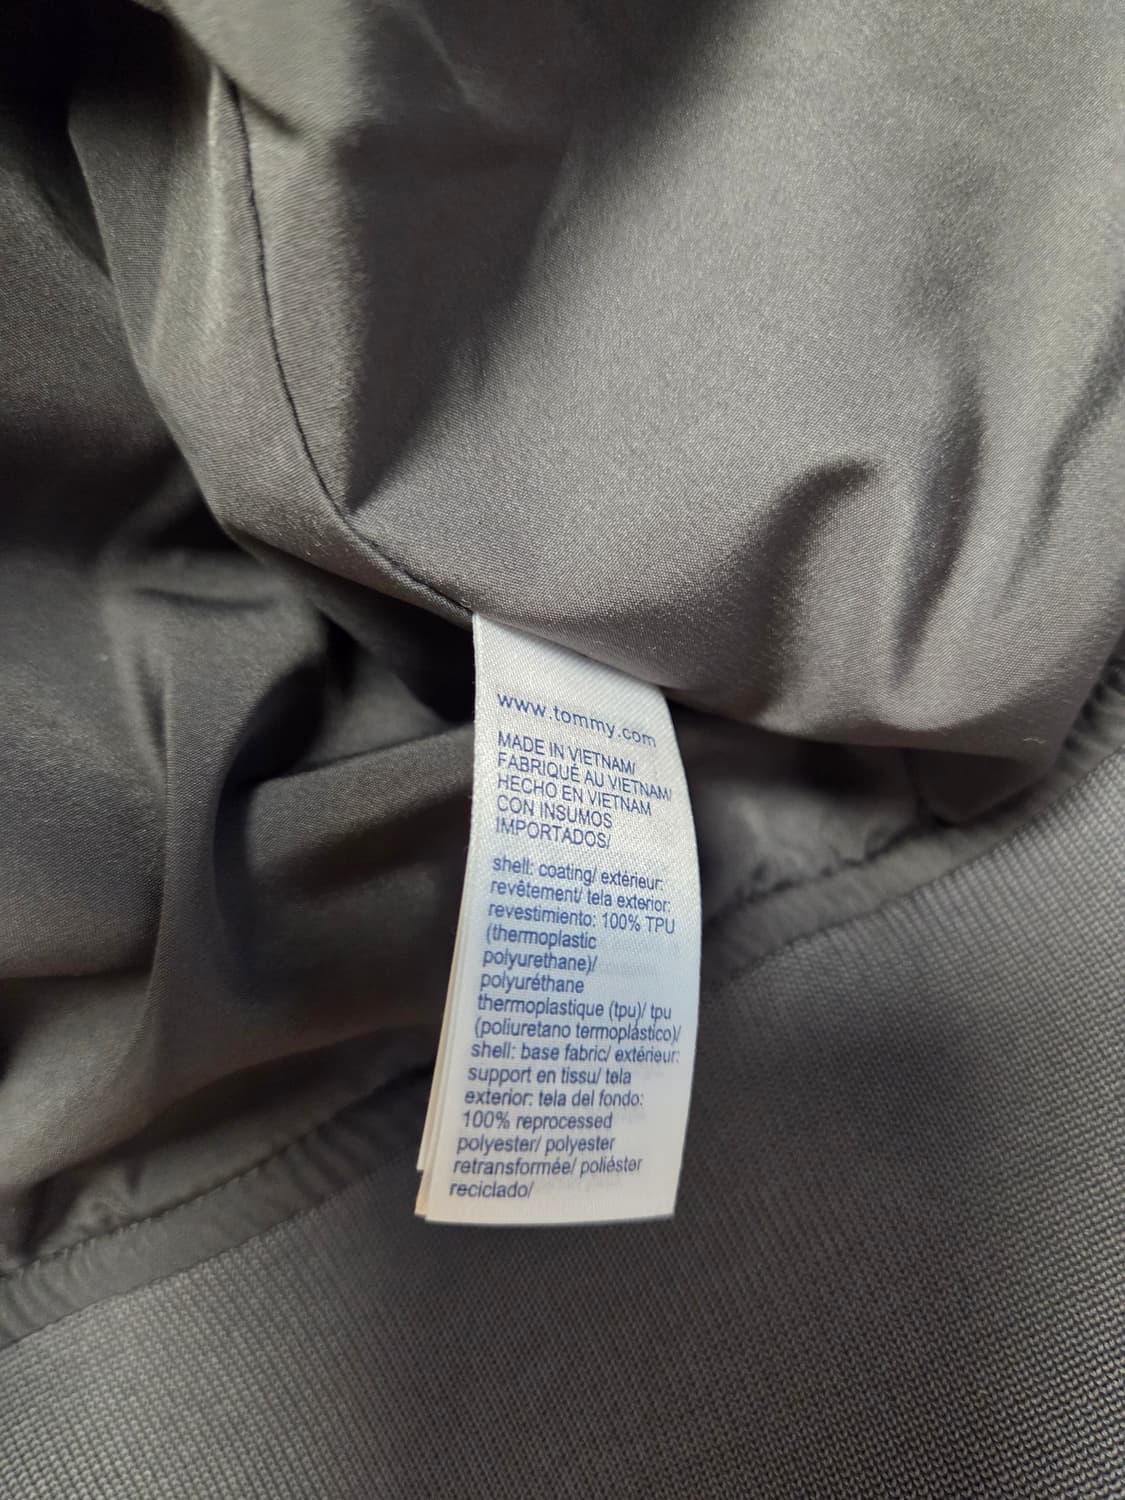 www.tommy.com
MADE IN VIETNAM/
FABRIQUÉ AU VIETNAM/
HECHO EN VIETNAM
CON INSUMOS
IMPORTADOS/
shell: coating/ extérieur:
revêtement/ tela exterior:
revestimiento: 100% TPU
(thermoplastic
polyurethane)/
polyuréthane
thermoplastique (tpu)/ tpu
(poliuretano termoplástico)/
shell: base fabric/ extérieur:
support en tissu/ tela
exterior: tela del fondo:
100% reprocessed
polyester/ polyester
retransformée/ poliéster
reciclado/